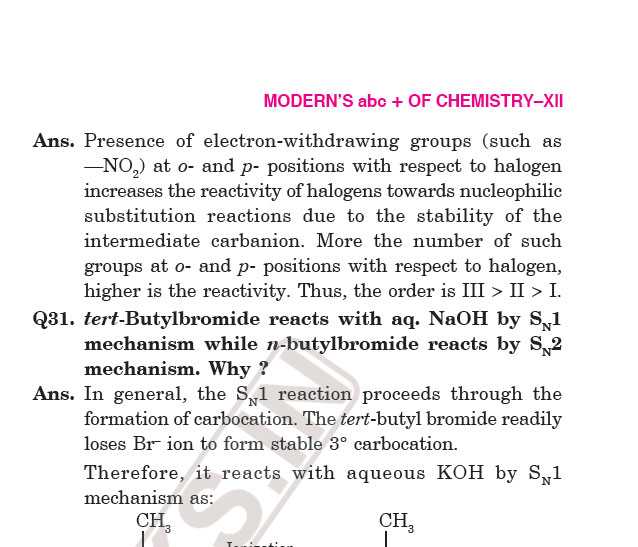 MODERN'S abc + OF CHEMISTRY–XII
Ans. Presence of electron-withdrawing groups (such as
—NO₂) at o- and p- positions with respect to halogen
increases the reactivity of halogens towards nucleophilic
substitution reactions due to the stability of the
intermediate carbanion. More the number of such
groups at o- and p- positions with respect to halogen,
higher is the reactivity. Thus, the order is III > II > I.
Q31. tert-Butylbromide reacts with aq. NaOH by S_N1
mechanism while n-butylbromide reacts by S_N2
mechanism. Why ?
Ans. In general, the S_N1 reaction proceeds through the
formation of carbocation. The tert-butyl bromide readily
loses Br⁻ ion to form stable 3° carbocation.
Therefore, it reacts with aqueous KOH by S_N1
mechanism as:
CH₃ CH₃
Ionization